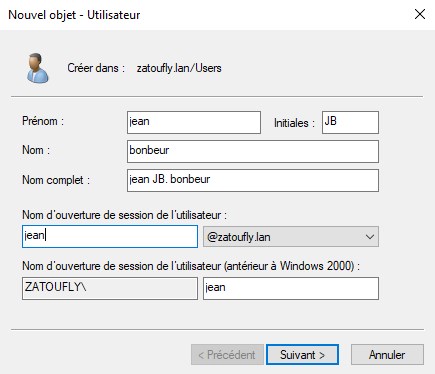 Nouvel objet - Utilisateur
Créer dans : zatoufly.lan/Users
Prénom : jean Initiales : JB
Nom : bonbeur
Nom complet : jean JB. bonbeur
Nom d'ouverture de session de l'utilisateur :
jean @zatoufly.lan
Nom d'ouverture de session de l'utilisateur (antérieur à Windows 2000) :
ZATOUFLY\ jean
< Précédent Suivant > Annuler